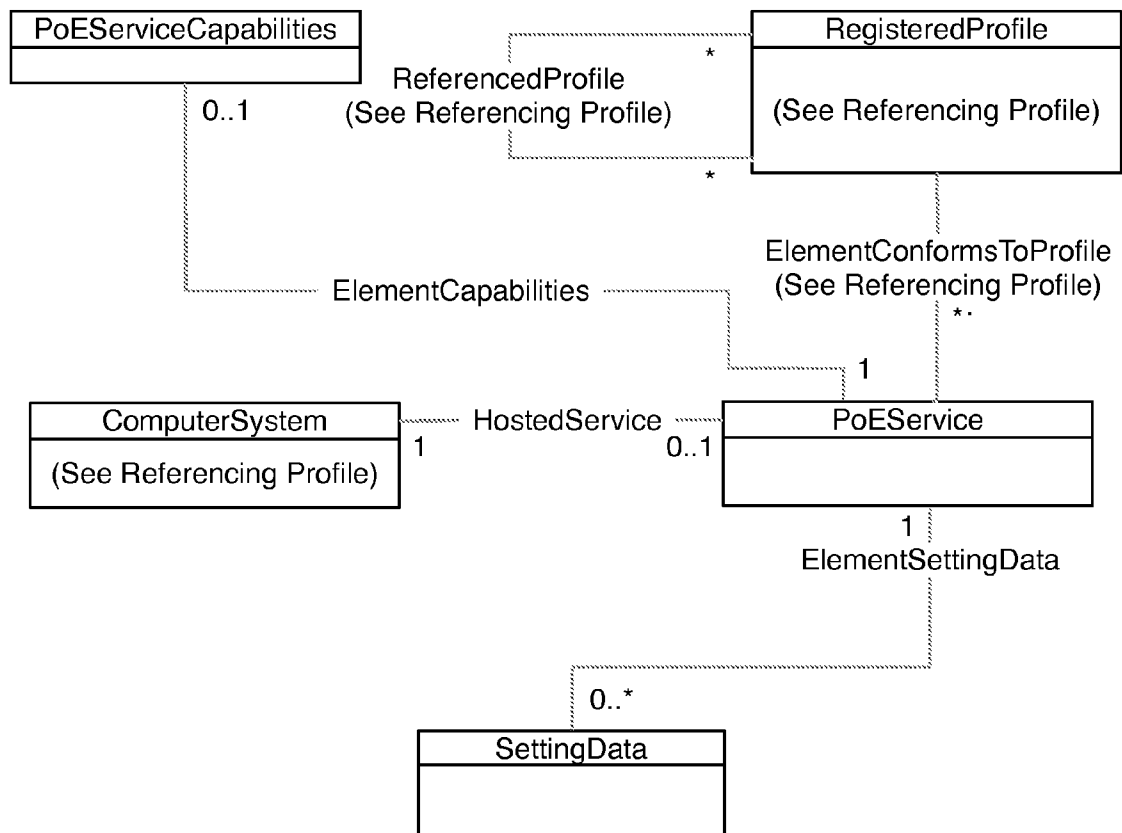 PoEServiceCapabilities
RegisteredProfile
*
ReferencedProfile
(See Referencing Profile)
(See Referencing Profile)
0..1
*
ElementConformsToProfile
(See Referencing Profile)
ElementCapabilities
*.
1
ComputerSystem
HostedService
PoEService
(See Referencing Profile)
1
0..1
1
ElementSettingData
0..*
SettingData